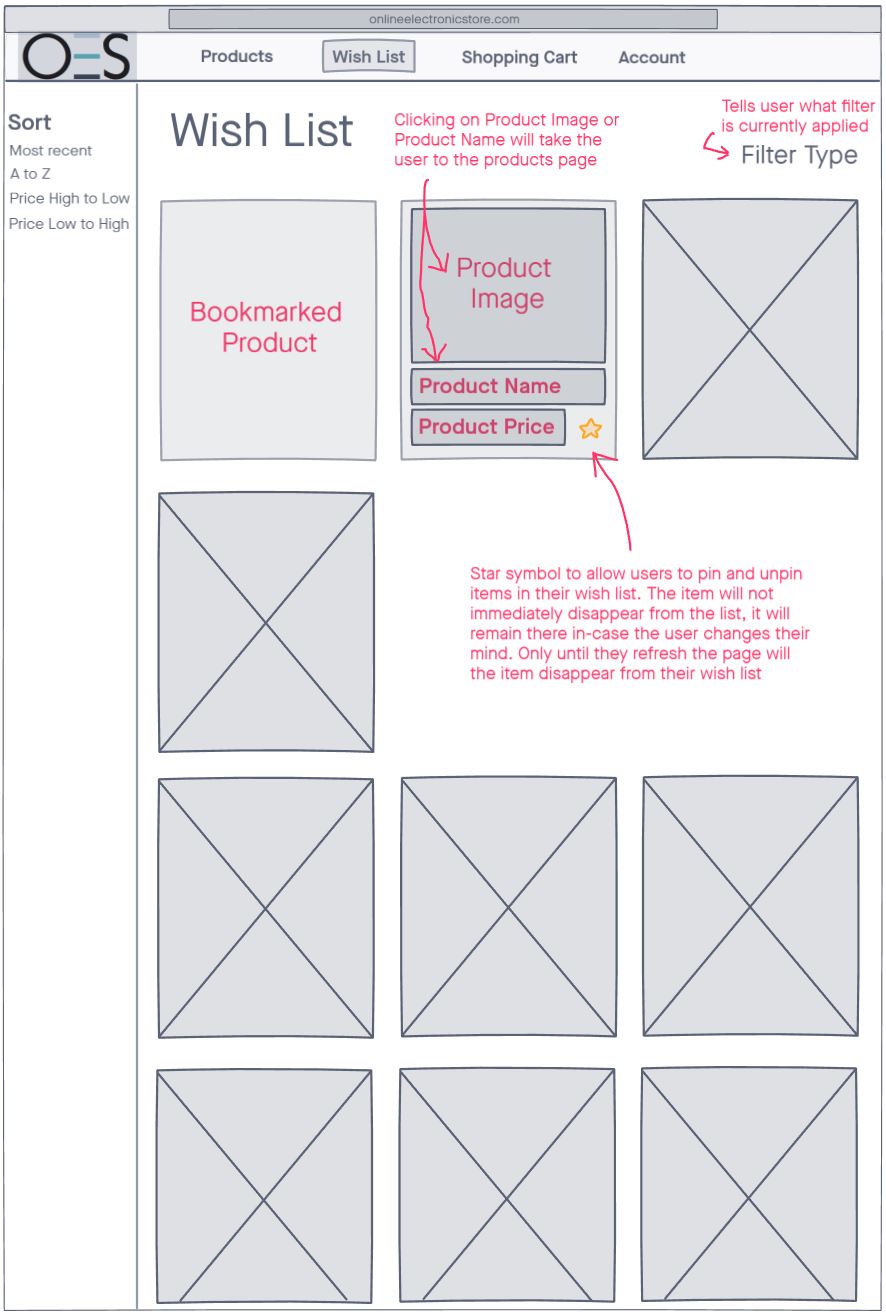 onlineelectronicstore.com
OES
Products
Wish List
Shopping Cart
Account
Sort
Most recent
A to Z
Price High to Low
Price Low to High
Wish List
Clicking on Product Image or
Product Name will take the
user to the products page
Tells user what filter
is currently applied
Filter Type
Bookmarked
Product
Product
Image
Product Name
Product Price
Star symbol to allow users to pin and unpin
items in their wish list. The item will not
immediately disappear from the list, it will
remain there in-case the user changes their
mind. Only until they refresh the page will
the item disappear from their wish list